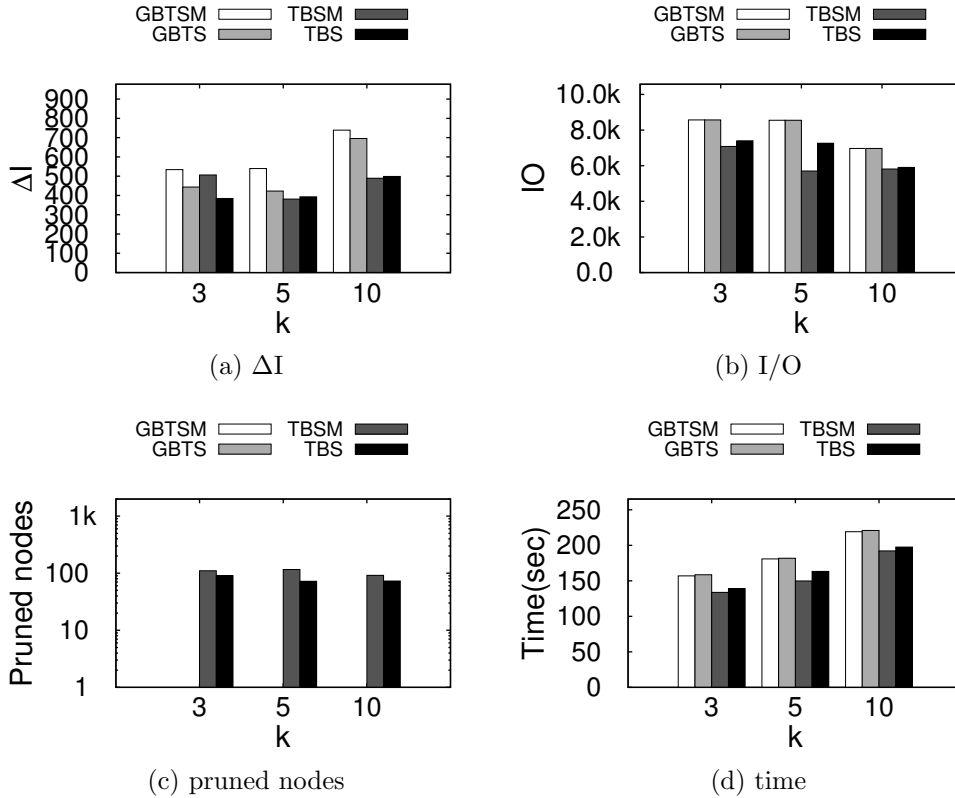 GBTSM TBSM
GBTS TBS
900
800
700
600
500
400
300
200
100
0
ΔI
3 5 10
k
(a) ΔI
GBTSM TBSM
GBTS TBS
10.0k
8.0k
6.0k
4.0k
2.0k
0.0
IO
3 5 10
k
(b) I/O
GBTSM TBSM
GBTS TBS
1k
100
10
1
Pruned nodes
3 5 10
k
(c) pruned nodes
GBTSM TBSM
GBTS TBS
250
200
150
100
50
0
Time(sec)
3 5 10
k
(d) time